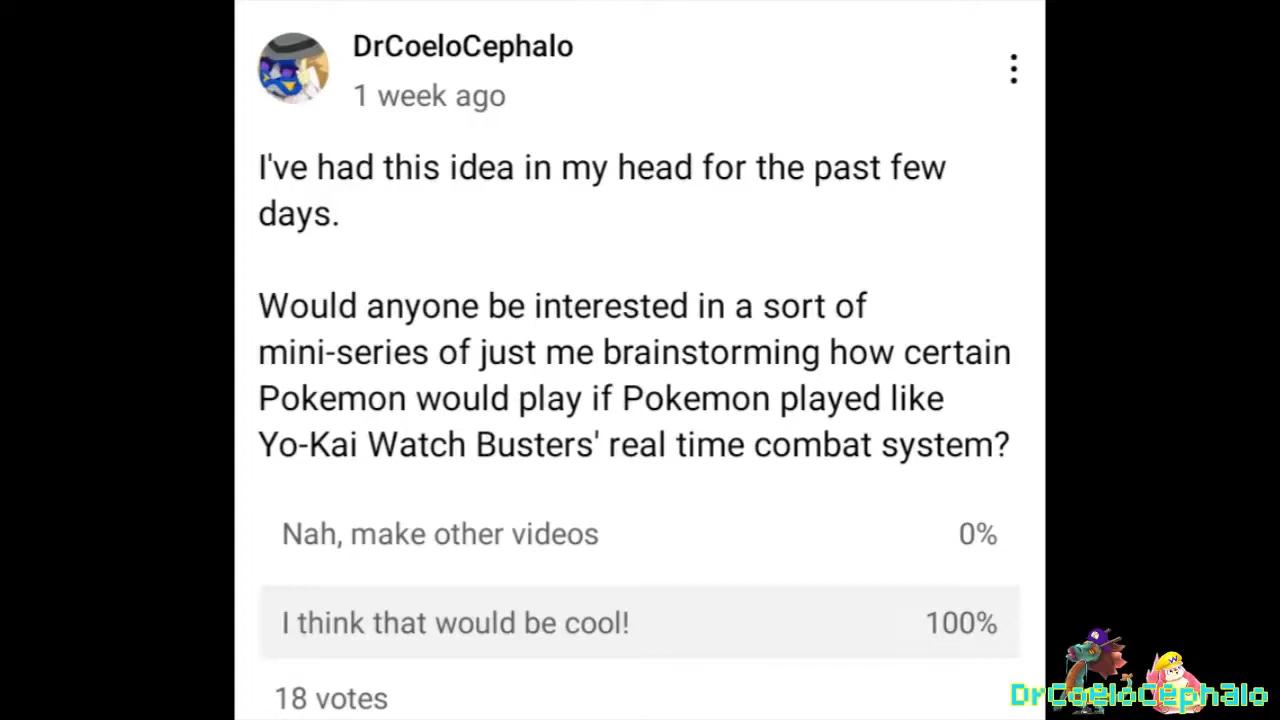 DrCoeloCephalo
1 week ago
I've had this idea in my head for the past few
days.
Would anyone be interested in a sort of
mini-series of just me brainstorming how certain
Pokemon would play if Pokemon played like
Yo-Kai Watch Busters' real time combat system?
Nah, make other videos 0%
I think that would be cool! 100%
18 votes
DrCoeloCephalo